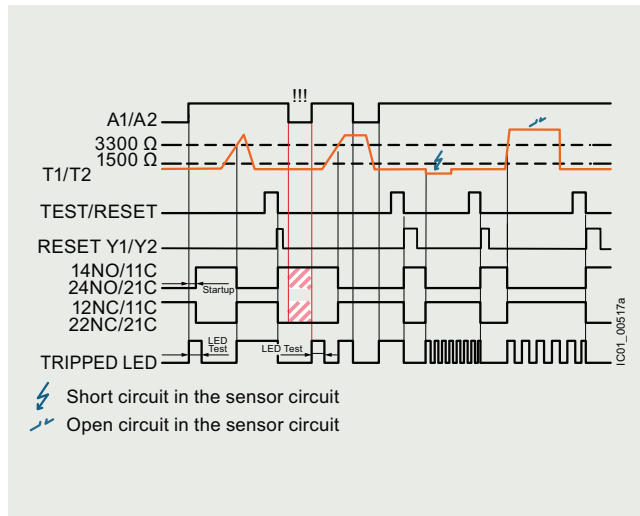 !!!
A1/A2
3300 Ω
1500 Ω
T1/T2
TEST/RESET
RESET Y1/Y2
14NO/11C
24NO/21C
Startup
12NC/11C
22NC/21C
LED
Test
LED Test
TRIPPED LED
IC01_00517a
Short circuit in the sensor circuit
Open circuit in the sensor circuit